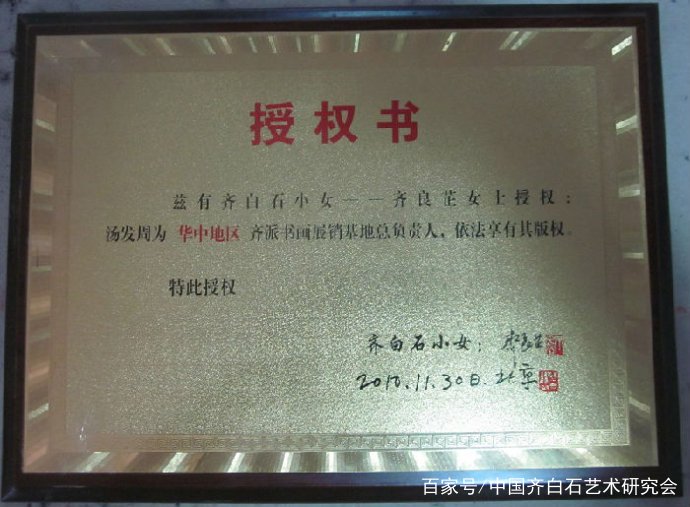 授权书
兹有齐白石小女——齐良芷女士授权：
汤发周为 华中地区 齐派书画展销基地总负责人，依法享有其版权。
特此授权
齐白石小女：齐良芷
2010.11.30日.北京
百家号/中国齐白石艺术研究会